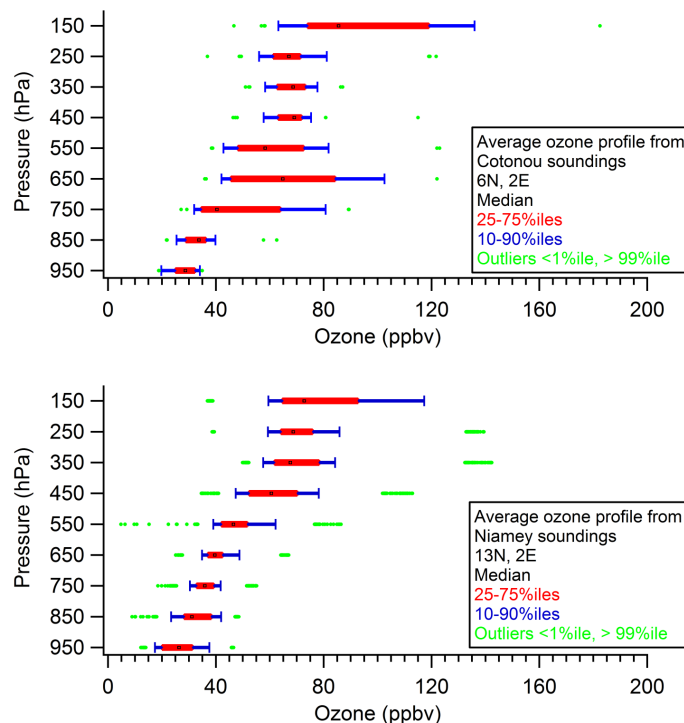 150
250
350
450
550
650
750
850
950
Pressure (hPa)
Average ozone profile from
Cotonou soundings
6N, 2E
Median
25-75%iles
10-90%iles
Outliers <1%ile, > 99%ile
0 40 80 120 160 200
Ozone (ppbv)
150
250
350
450
550
650
750
850
950
Pressure (hPa)
Average ozone profile from
Niamey soundings
13N, 2E
Median
25-75%iles
10-90%iles
Outliers <1%ile, > 99%ile
0 40 80 120 160 200
Ozone (ppbv)